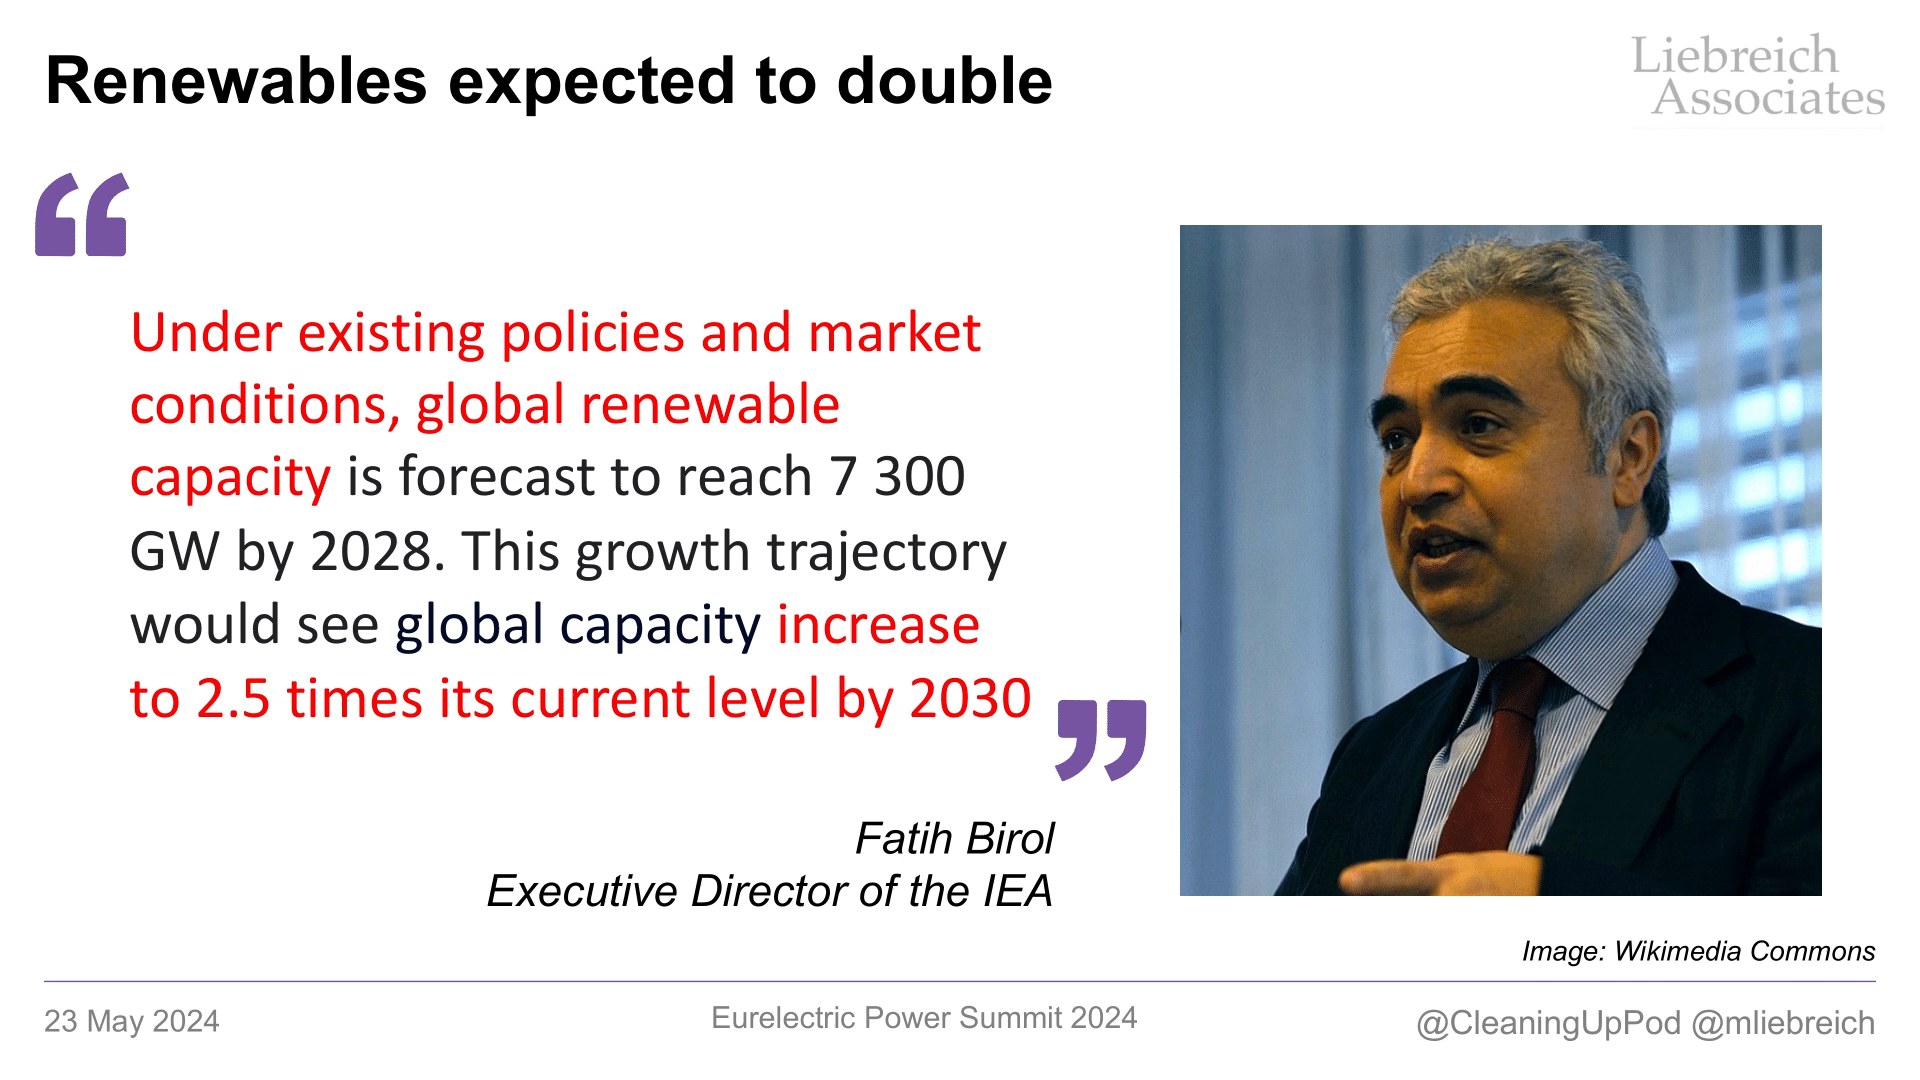 Renewables expected to double
Liebreich
Associates
“
Under existing policies and market
conditions, global renewable
capacity is forecast to reach 7 300
GW by 2028. This growth trajectory
would see global capacity increase
to 2.5 times its current level by 2030
”
Fatih Birol
Executive Director of the IEA
Image: Wikimedia Commons
23 May 2024
Eurelectric Power Summit 2024
@CleaningUpPod @mliebreich